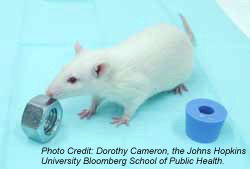 Photo Credit: Dorothy Cameron, the Johns Hopkins
University Bloomberg School of Public Health.